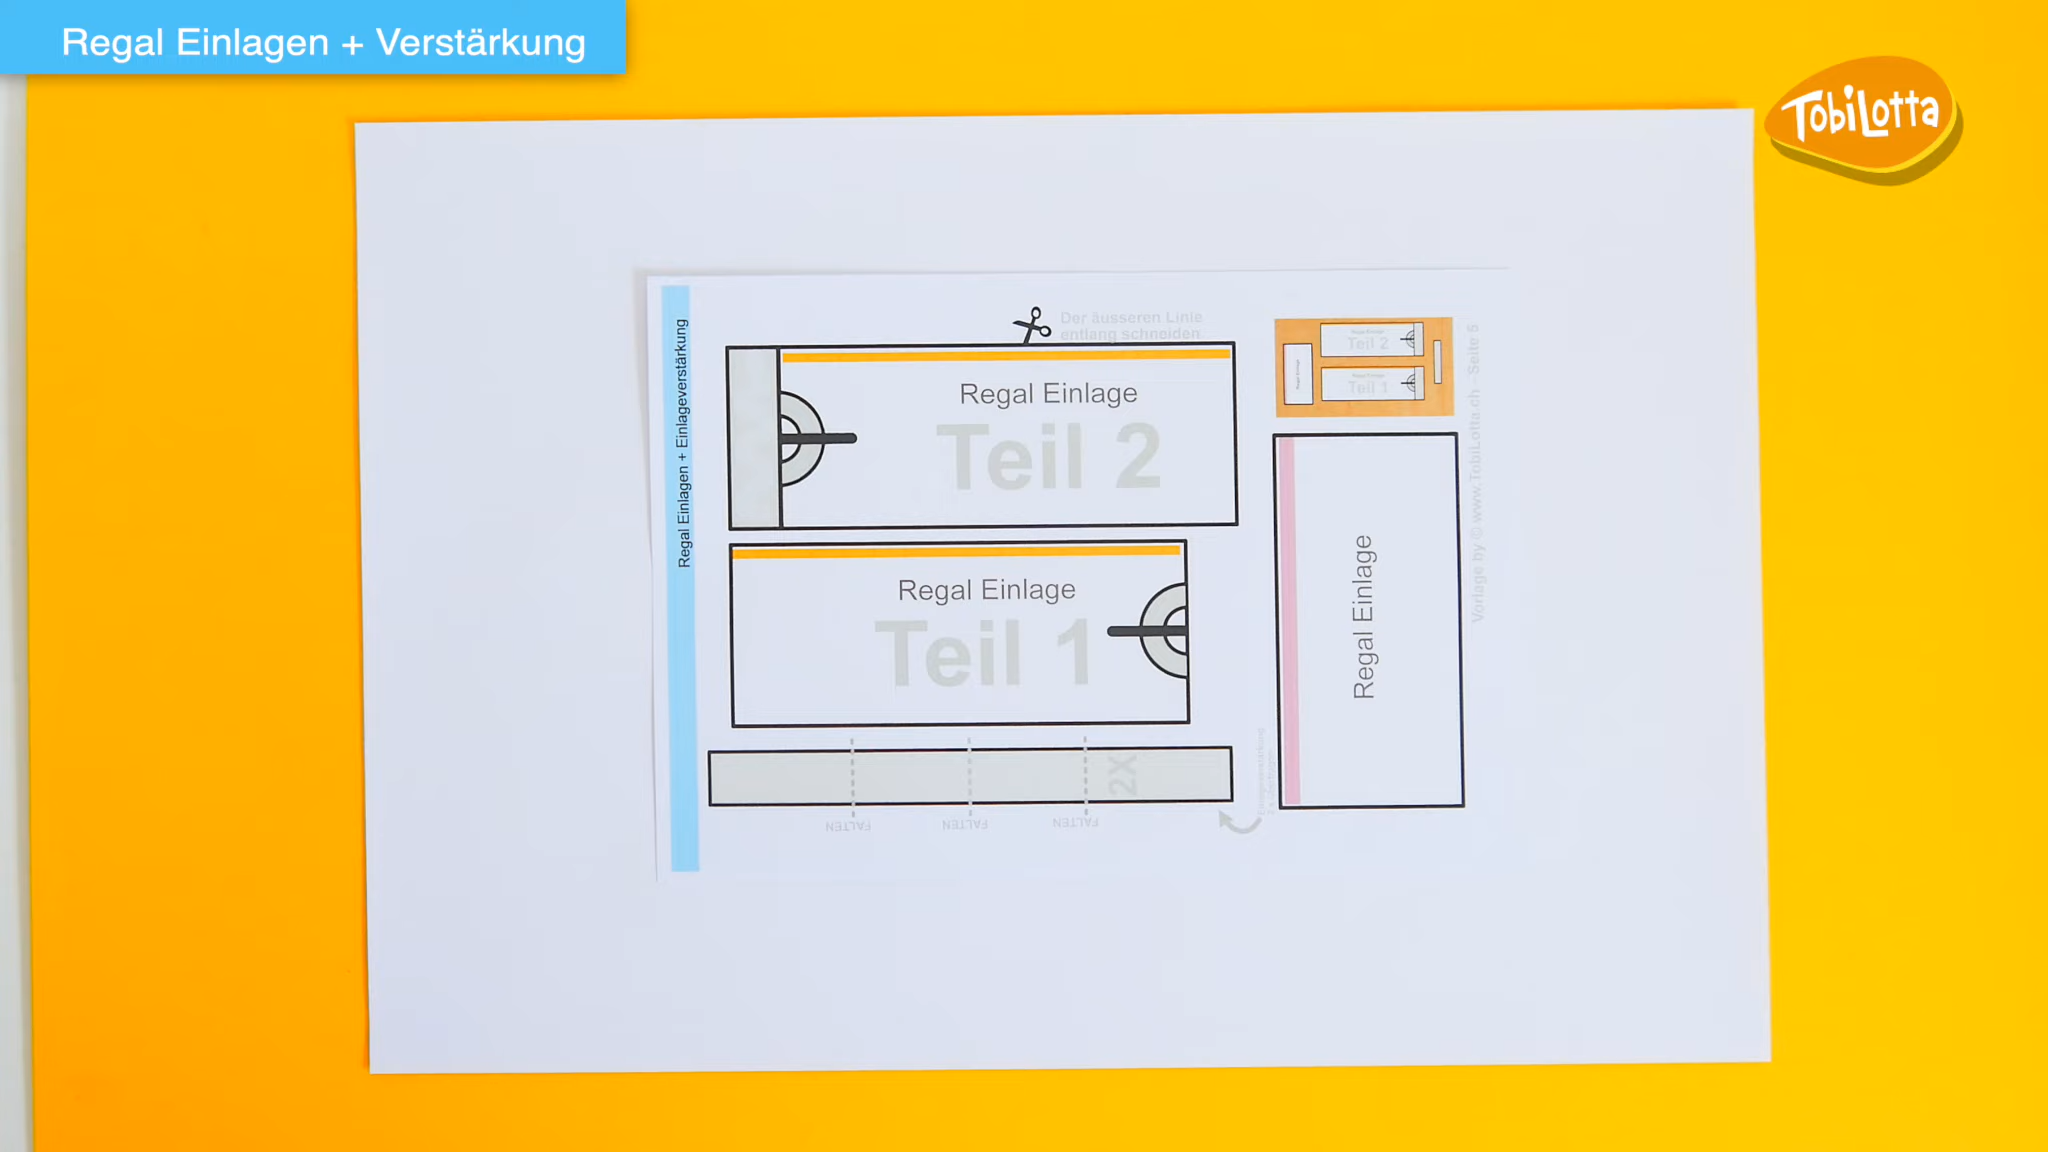 Regal Einlagen + Verstärkung
TobiLotta
Regal Einlagen + Einlageverstärkung
Der äusseren Linie
entlang schneiden
Regal Einlage
Teil 2
Regal Einlage
Teil 1
2X
FALTEN
FALTEN
FALTEN
Teil 2
Teil 1
Regal Einlage
Vorlage by © www.TobiLotta.ch - Seite 5